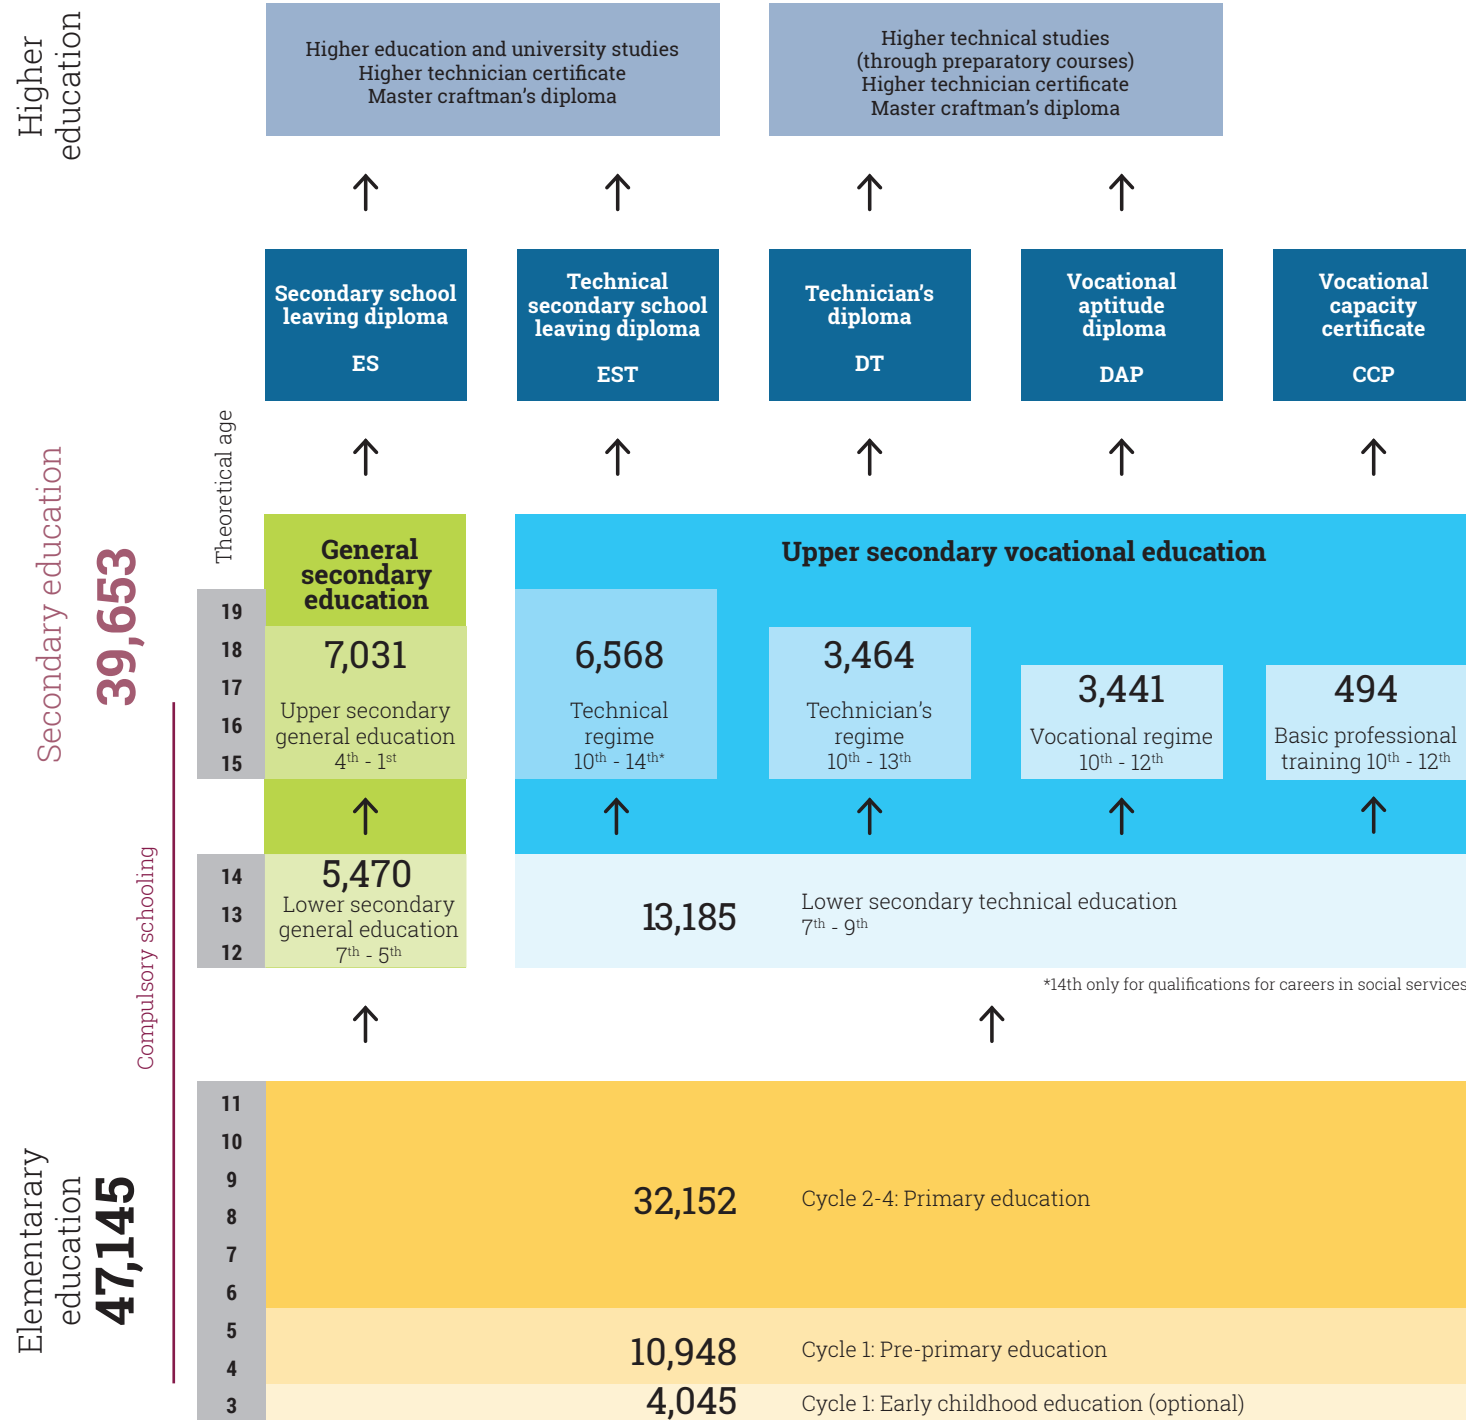 Higher
education
Higher education and university studies
Higher technician certificate
Master craftman's diploma
Higher technical studies
(through preparatory courses)
Higher technician certificate
Master craftman's diploma
Secondary school
leaving diploma
ES
Technical
secondary school
leaving diploma
EST
Technician's
diploma
DT
Vocational
aptitude
diploma
DAP
Vocational
capacity
certificate
CCP
Secondary education
39,653
Theoretical age
General
secondary
education
Upper secondary vocational education
19
18
17
16
15
7,031
Upper secondary
general education
4th - 1st
6,568
Technical
regime
10th - 14th*
3,464
Technician's
regime
10th - 13th
3,441
Vocational regime
10th - 12th
494
Basic professional
training 10th - 12th
Compulsory schooling
14
13
12
5,470
Lower secondary
general education
7th - 5th
13,185
Lower secondary technical education
7th - 9th
*14th only for qualifications for careers in social services
Elementarary
education
47,145
11
10
9
8
7
6
5
4
3
32,152
Cycle 2-4: Primary education
10,948
Cycle 1: Pre-primary education
4,045
Cycle 1: Early childhood education (optional)